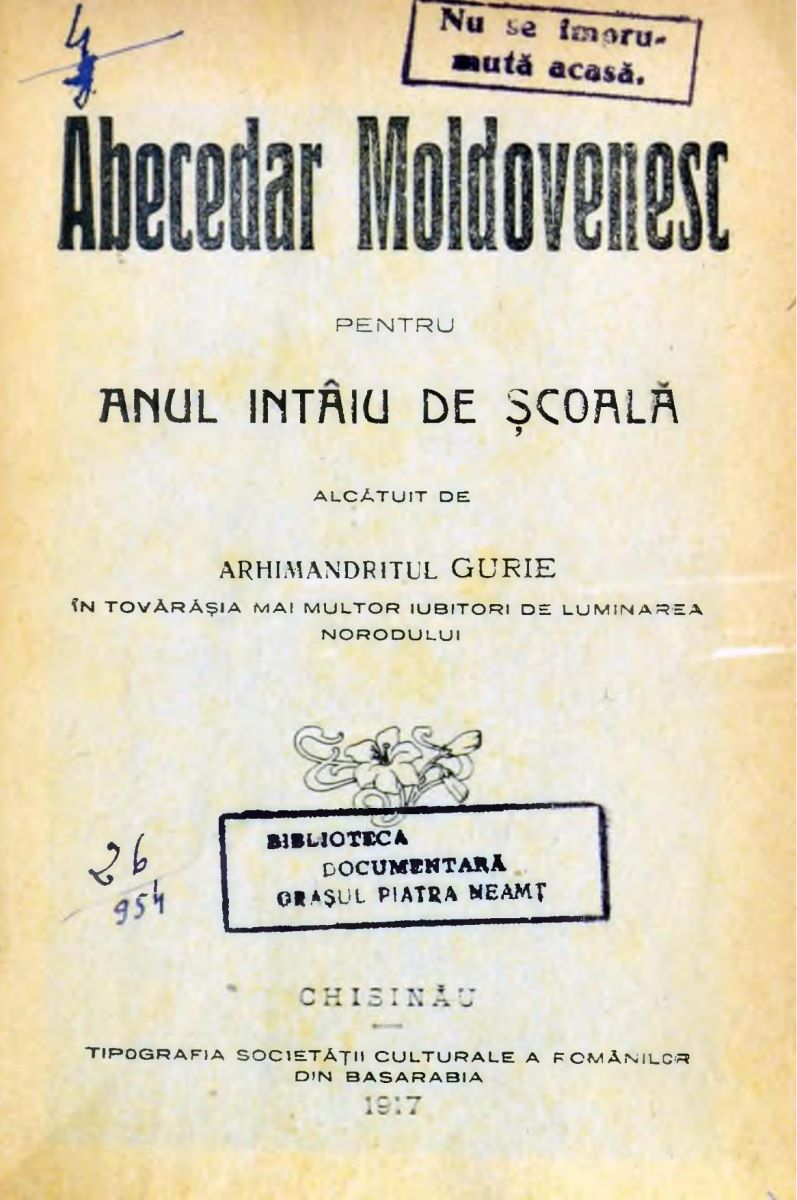 4
Nu se împru-
mută acasă.
Abecedar Moldovenesc
PENTRU
ANUL INTÂIU DE ȘCOALĂ
ALCĂTUIT DE
ARHIMANDRITUL GURIE
ÎN TOVĂRĂȘIA MAI MULTOR IUBITORI DE LUMINAREA
NORODULUI
BIBLIOTECA
DOCUMENTARĂ
ORAȘUL PIATRA NEAMȚ
26
954
CHISINĂU
TIPOGRAFIA SOCIETĂȚII CULTURALE A ROMÂNILOR
DIN BASARABIA
1917